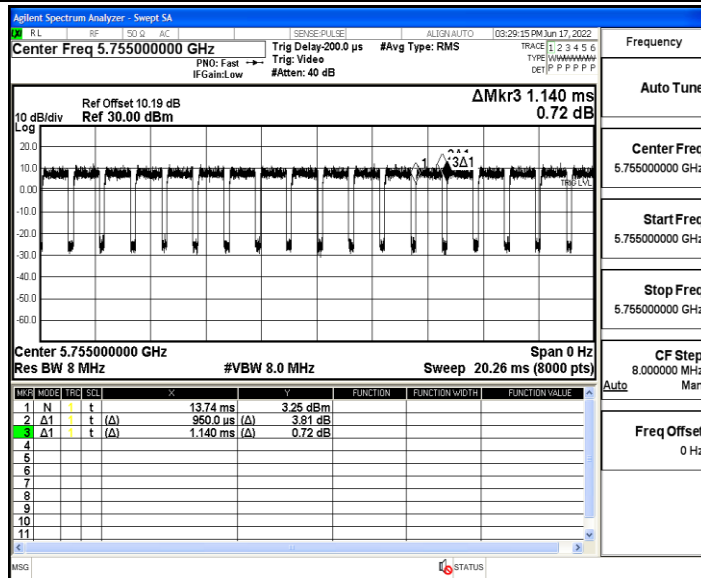 Agilent Spectrum Analyzer - Swept SA
RL RF 50 Ω AC SENSE:PULSE ALIGN AUTO 03:29:15 PM Jun 17, 2022
Center Freq 5.755000000 GHz
PNO: Fast
IFGain:Low
Trig Delay-200.0 µs
Trig: Video
#Atten: 40 dB
#Avg Type: RMS
TRACE 1 2 3 4 5 6
TYPE WWWWWW
DET P P P P P P
Ref Offset 10.19 dB
Ref 30.00 dBm
10 dB/div
Log
ΔMkr3 1.140 ms
0.72 dB
20.0
10.0
0.00
-10.0
-20.0
-30.0
-40.0
-50.0
-60.0
1
3Δ1
TRIG LVL
Center 5.755000000 GHz
Span 0 Hz
Res BW 8 MHz
#VBW 8.0 MHz
Sweep 20.26 ms (8000 pts)
MKR MODE TRC SCL X Y FUNCTION FUNCTION WIDTH FUNCTION VALUE
1 N 1 t 13.74 ms 3.25 dBm
2 Δ1 1 t (Δ) 950.0 µs (Δ) 3.81 dB
3 Δ1 1 t (Δ) 1.140 ms (Δ) 0.72 dB
4
5
6
7
8
9
10
11
MSG
STATUS
Frequency
Auto Tune
Center Freq
5.755000000 GHz
Start Freq
5.755000000 GHz
Stop Freq
5.755000000 GHz
CF Step
8.000000 MHz
Auto Man
Freq Offset
0 Hz